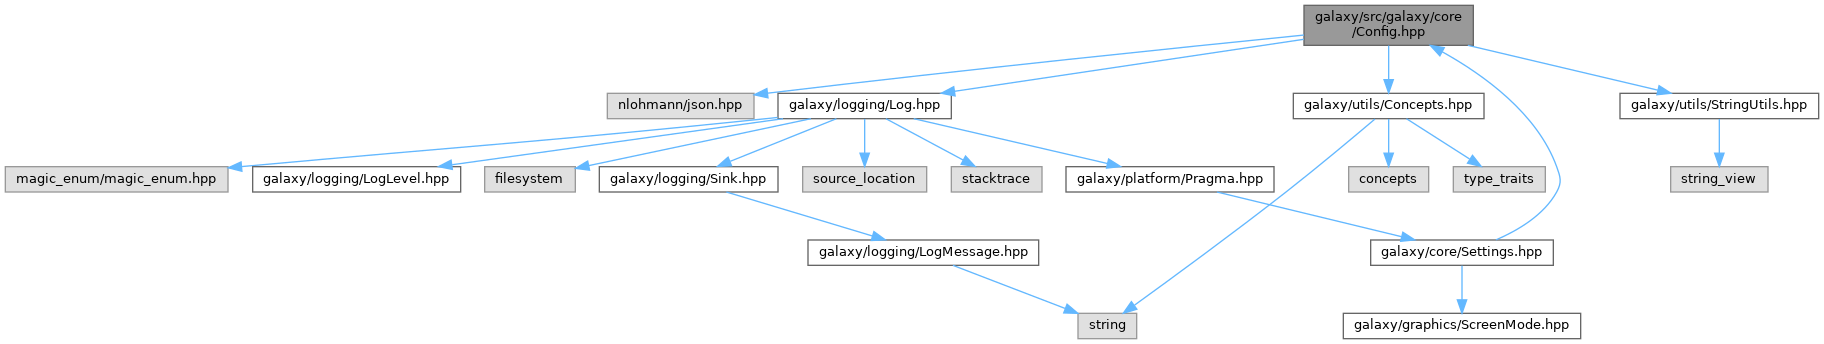 galaxy/src/galaxy/core
/Config.hpp
nlohmann/json.hpp
galaxy/logging/Log.hpp
galaxy/utils/Concepts.hpp
galaxy/utils/StringUtils.hpp
magic_enum/magic_enum.hpp
galaxy/logging/LogLevel.hpp
filesystem
galaxy/logging/Sink.hpp
source_location
stacktrace
galaxy/platform/Pragma.hpp
concepts
type_traits
string_view
galaxy/logging/LogMessage.hpp
galaxy/core/Settings.hpp
string
galaxy/graphics/ScreenMode.hpp